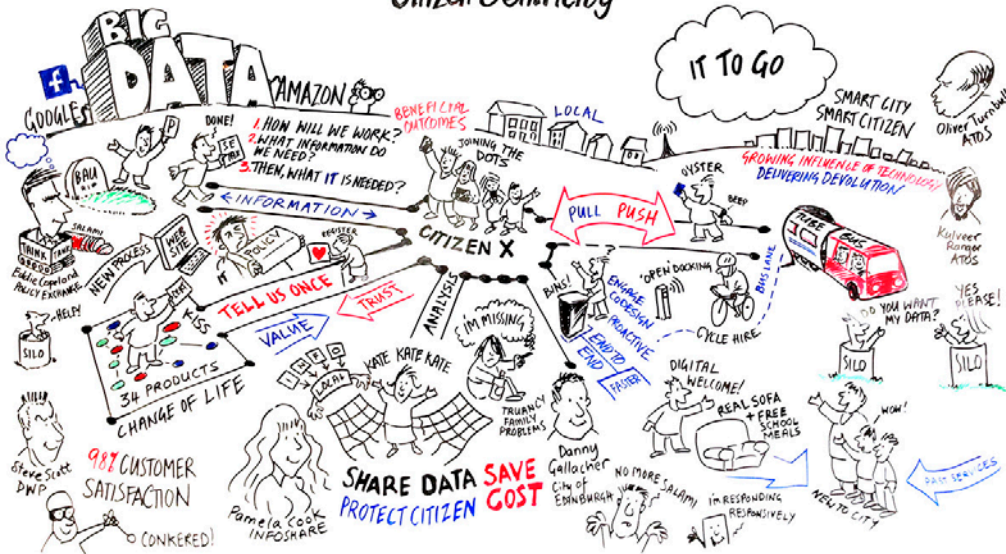 Citizen Centricity
BIG
DATA
f
GOOGLE
AMAZON
DONE!
SELF
BAU
RIP
1. HOW WILL WE WORK?
2. WHAT INFORMATION DO
WE NEED?
3. THEN, WHAT IT IS NEEDED?
← INFORMATION →
BENEFICIAL
OUTCOMES
JOINING THE
DOTS
LOCAL
IT TO GO
SMART CITY
SMART CITIZEN
GROWING INFLUENCE OF TECHNOLOGY
DELIVERING DEVOLUTION
Oliver Turnbull
ATOS
Kulveer
Ranger
ATOS
OYSTER
BEEP
PULL PUSH
CITIZEN X
SALAMI
THINK TANK
Eddie Copeland
POLICY EXCHANGE
NEW PROCESS
WEB
SITE
POLICY
REGISTER
TELL US ONCE
TRUST
VALUE
HELP!
SILO
KISS
34 PRODUCTS
CHANGE OF LIFE
ANALYSIS
I'M MISSING
TRUANCY
FAMILY
PROBLEMS
INFO
LOCAL
KATE KATE KATE
BINS!
?
ENGAGE
CODESIGN
PROACTIVE
END TO
END
FASTER
'OPEN' DOCKING
CYCLE HIRE
BUS LANE
BUS
DO YOU WANT
MY DATA?
YES
PLEASE!
SILO
SILO
Steve Scott
DWP
98% CUSTOMER
SATISFACTION
CONKERED!
Pamela Cook
INFOSHARE
SHARE DATA SAVE
COST
PROTECT CITIZEN
Danny
Gallacher
City of
EDINBURGH
NO MORE SALAMI
DIGITAL
WELCOME!
REAL SOFA
+ FREE
SCHOOL
MEALS
I'M RESPONDING
RESPONSIVELY
WOW!
NEW TO CITY
PAST SERVICES